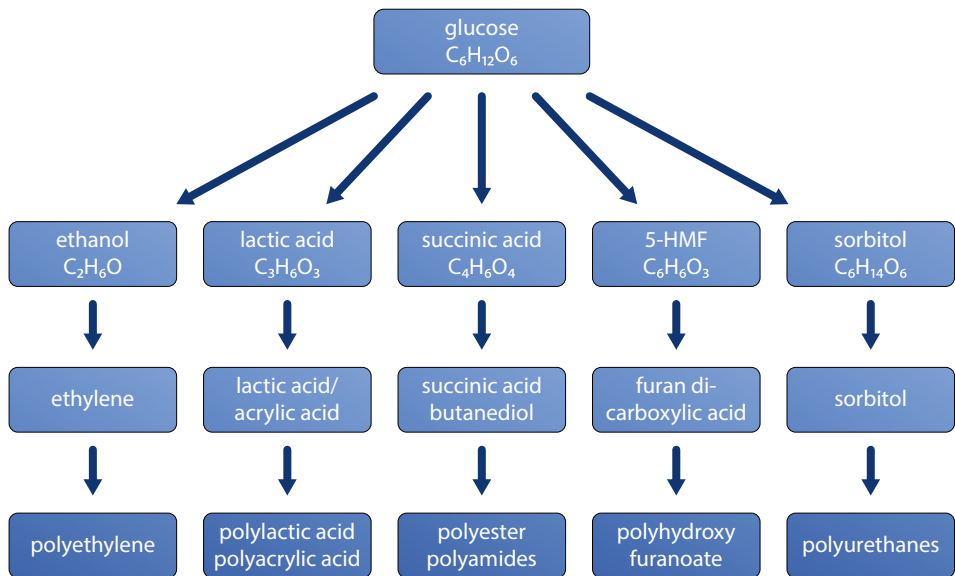 glucose
C₆H₁₂O₆
ethanol
C₂H₆O
lactic acid
C₃H₆O₃
succinic acid
C₄H₆O₄
5-HMF
C₆H₆O₃
sorbitol
C₆H₁₄O₆
ethylene
lactic acid/
acrylic acid
succinic acid
butanediol
furan di-
carboxylic acid
sorbitol
polyethylene
polylactic acid
polyacrylic acid
polyester
polyamides
polyhydroxy
furanoate
polyurethanes